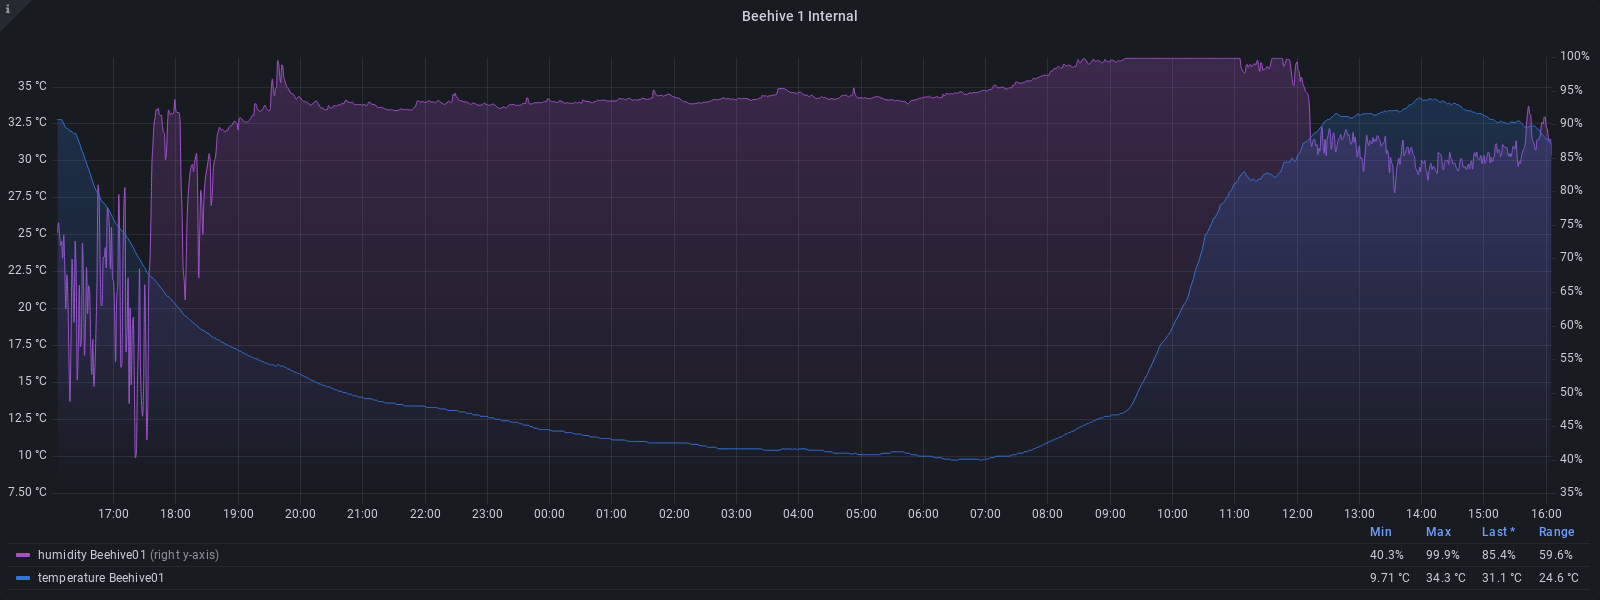 i
Beehive 1 Internal
35 °C
32.5 °C
30 °C
27.5 °C
25 °C
22.5 °C
20 °C
17.5 °C
15 °C
12.5 °C
10 °C
7.50 °C
100%
95%
90%
85%
80%
75%
70%
65%
60%
55%
50%
45%
40%
35%
17:00 18:00 19:00 20:00 21:00 22:00 23:00 00:00 01:00 02:00 03:00 04:00 05:00 06:00 07:00 08:00 09:00 10:00 11:00 12:00 13:00 14:00 15:00 16:00
Min Max Last * Range
humidity Beehive01 (right y-axis) 40.3% 99.9% 85.4% 59.6%
temperature Beehive01 9.71 °C 34.3 °C 31.1 °C 24.6 °C